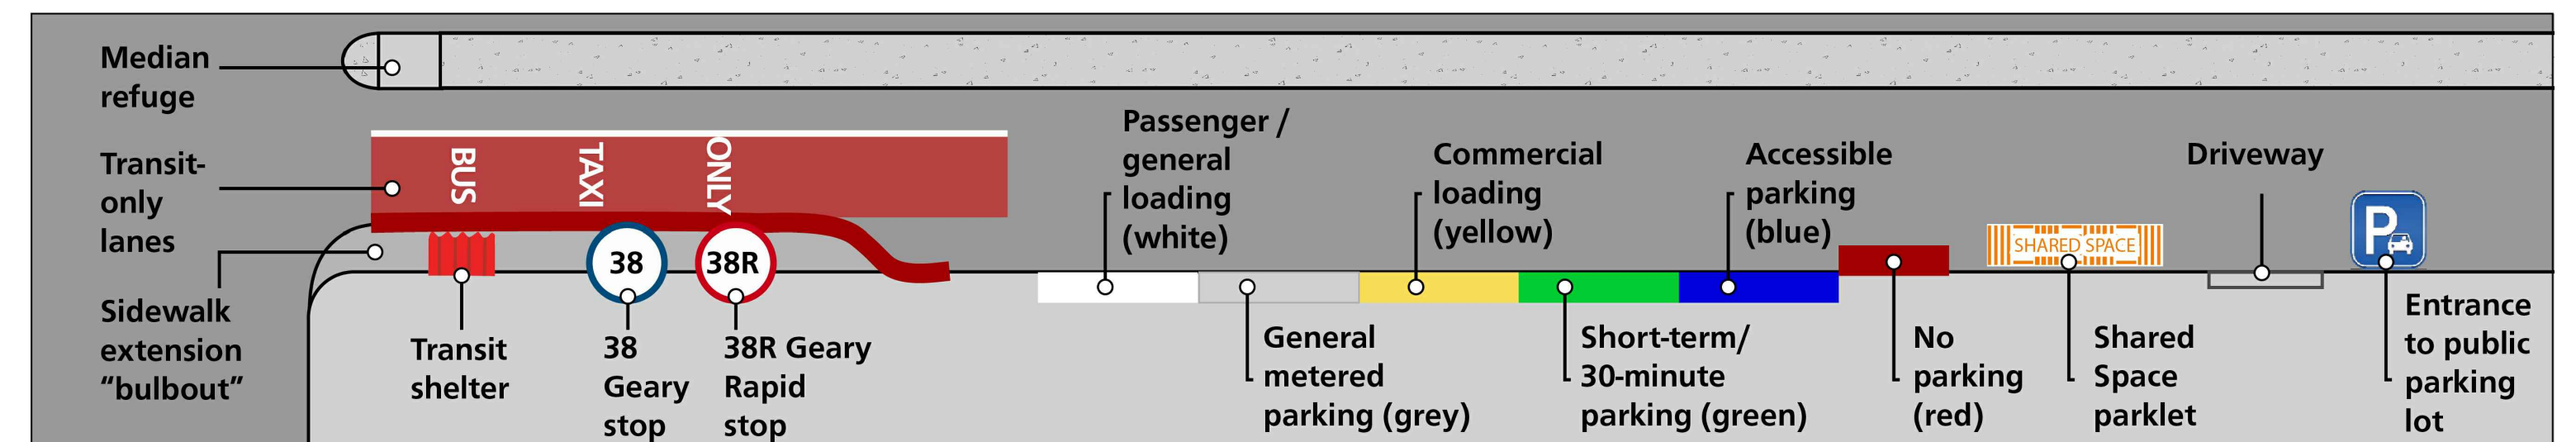 Median
refuge
Transit-
only
lanes
Sidewalk
extension
“bulbout”
BUS
TAXI
ONLY
38
38R
Transit
shelter
38
Geary
stop
38R Geary
Rapid
stop
Passenger /
general
loading
(white)
General
metered
parking (grey)
Commercial
loading
(yellow)
Short-term/
30-minute
parking (green)
Accessible
parking
(blue)
No
parking
(red)
SHARED SPACE
Shared
Space
parklet
Driveway
P
Entrance
to public
parking
lot